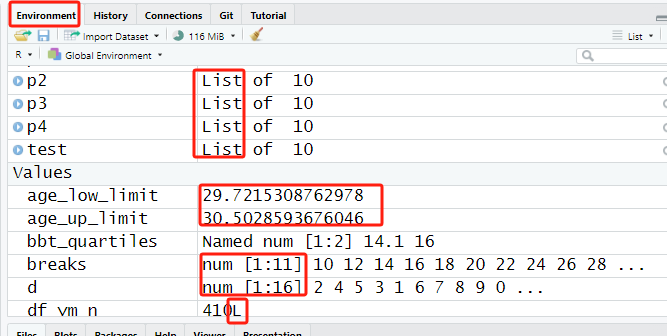 Environment History Connections Git Tutorial
Import Dataset 116 MiB List
R Global Environment
p2 List of 10
p3 List of 10
p4 List of 10
test List of 10
Values
age_low_limit 29.7215308762978
age_up_limit 30.5028593676046
bbt_quartiles Named num [1:2] 14.1 16
breaks num [1:11] 10 12 14 16 18 20 22 24 26 28 ...
d num [1:16] 2 4 5 3 1 6 7 8 9 0 ...
df_vm_n 410L
Files Plots Packages Help Viewer Presentation